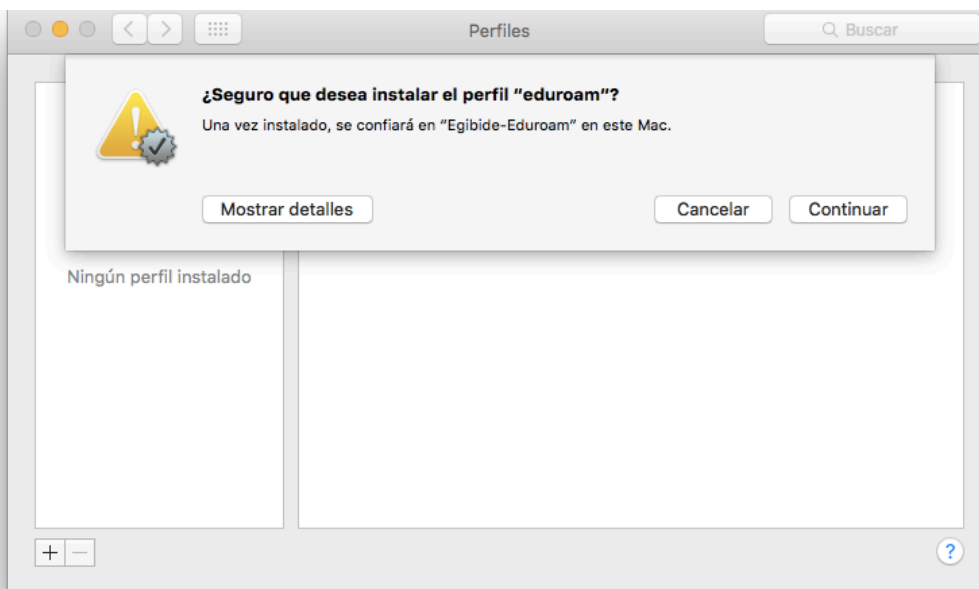 Perfiles
Buscar
¿Seguro que desea instalar el perfil “eduroam”?
Una vez instalado, se confiará en “Egibide-Eduroam” en este Mac.
Mostrar detalles
Cancelar
Continuar
Ningún perfil instalado
+
−
?